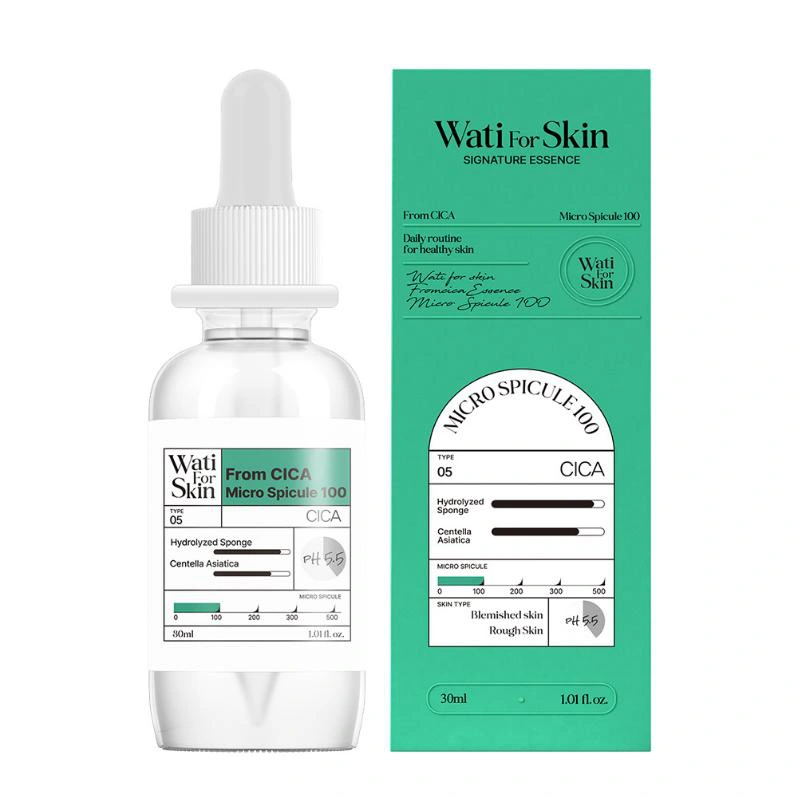 Wati For Skin
SIGNATURE ESSENCE
From CICA Micro Spicule 100
Daily routine
for healthy skin
Wati for skin
Fromcica Essence
Micro Spicule 100
Wati
For
Skin
MICRO SPICULE 100
TYPE
05 CICA
Hydrolyzed
Sponge
Centella
Asiatica
MICRO SPICULE
0 100 200 300 500
SKIN TYPE
Blemished skin
Rough Skin
pH 5.5
30ml 1.01 fl. oz.
Wati
For
Skin
From CICA
Micro Spicule 100
TYPE
05 CICA
Hydrolyzed Sponge
Centella Asiatica
pH 5.5
MICRO SPICULE
0 100 200 300 500
30ml 1.01 fl. oz.